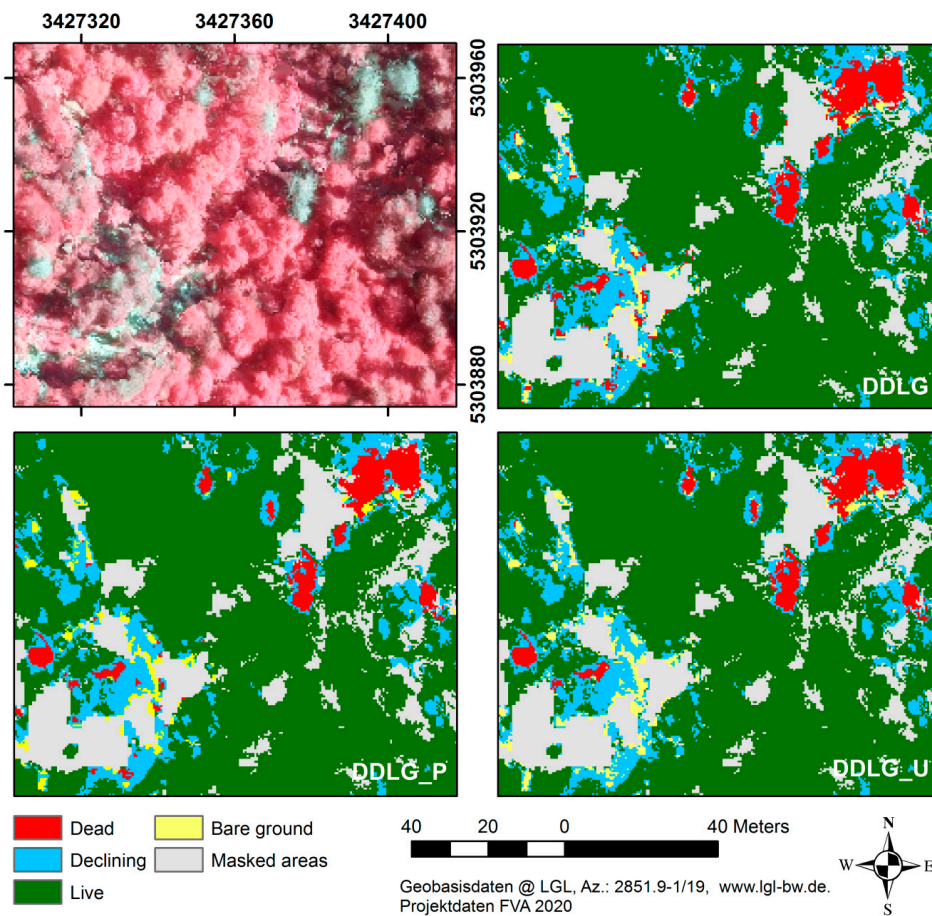 3427320 3427360 3427400
5303960
5303920
5303880
DDLG
DDLG_P
DDLG_U
Dead
Declining
Live
Bare ground
Masked areas
40 20 0 40 Meters
Geobasisdaten @ LGL, Az.: 2851.9-1/19, www.lgl-bw.de.
Projektdaten FVA 2020
N
W E
S